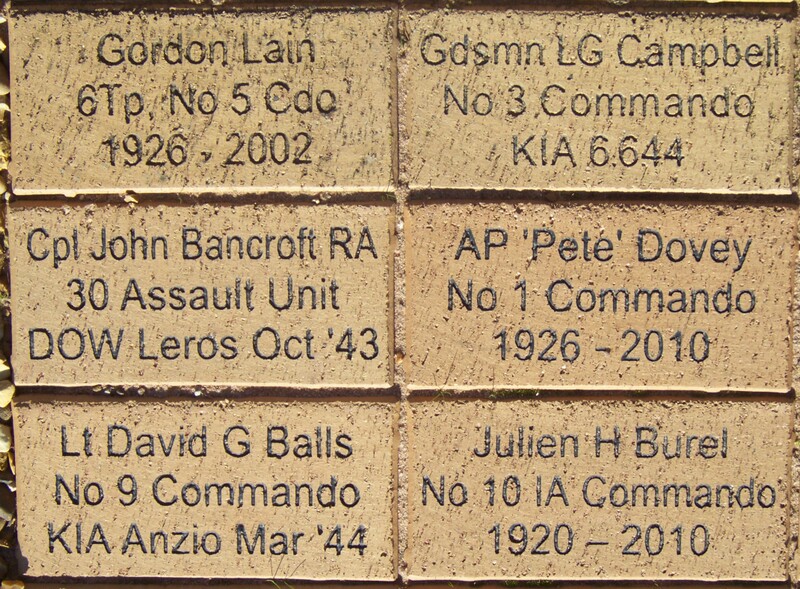 Gordon Lain
6Tp, No 5 Cdo
1926 - 2002
Gdsmn LG Campbell
No 3 Commando
KIA 6.644
Cpl John Bancroft RA
30 Assault Unit
DOW Leros Oct '43
AP 'Pete' Dovey
No 1 Commando
1926 - 2010
Lt David G Balls
No 9 Commando
KIA Anzio Mar '44
Julien H Burel
No 10 IA Commando
1920 – 2010